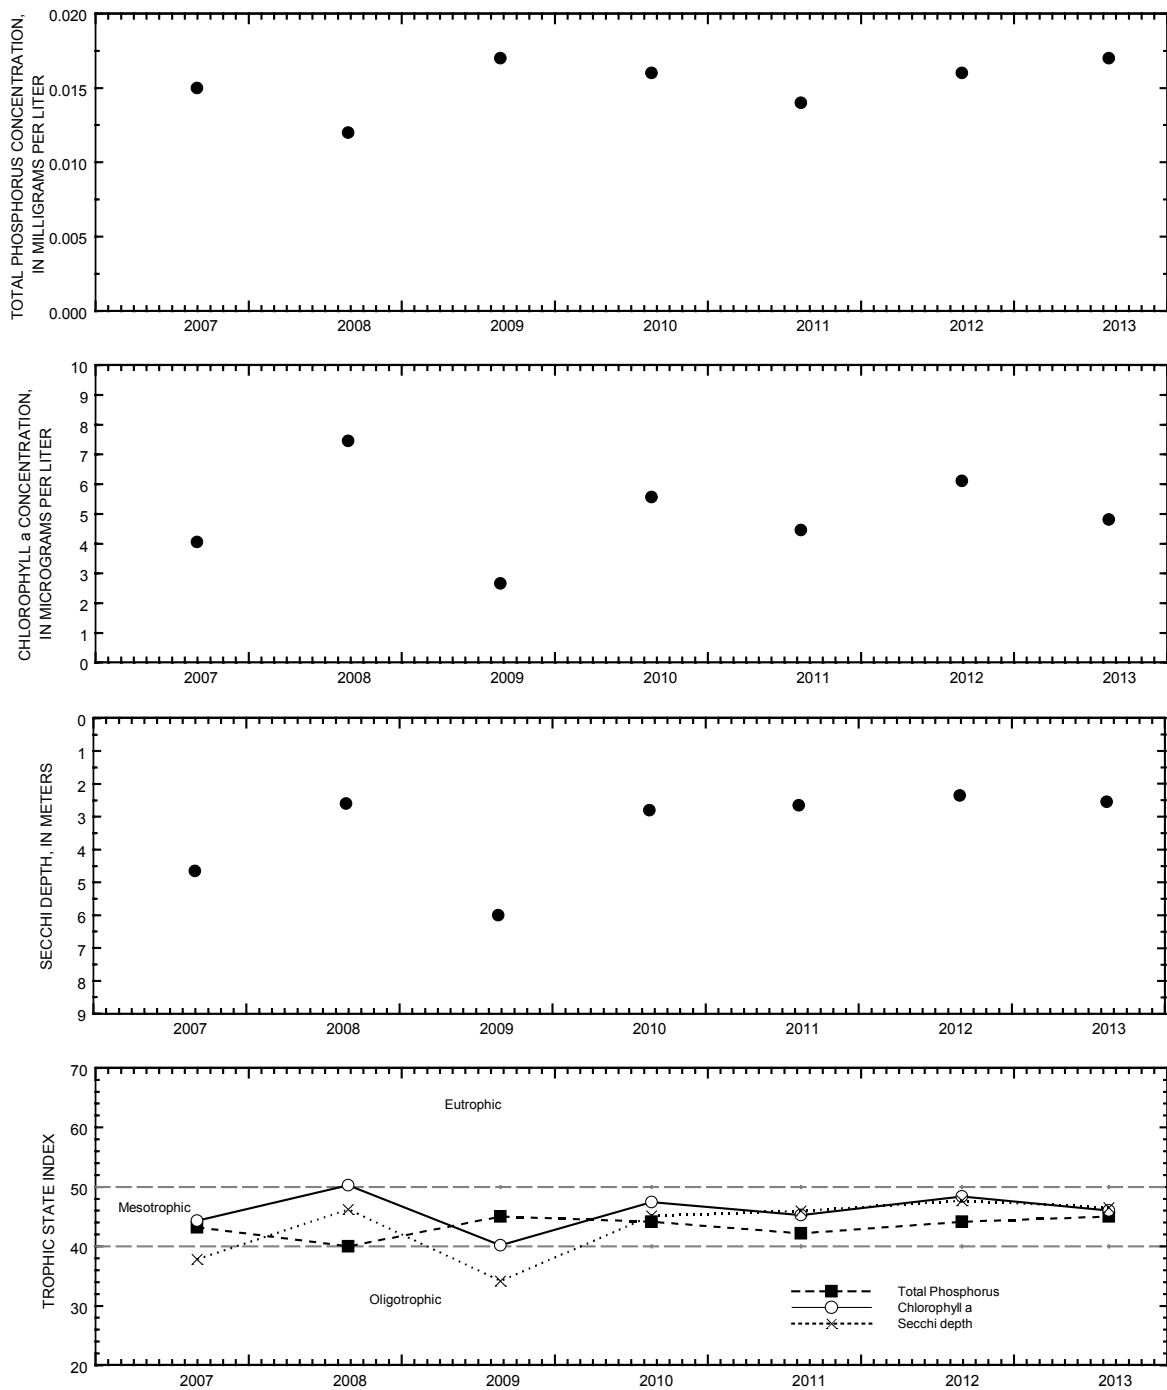 TOTAL PHOSPHORUS CONCENTRATION,
IN MILLIGRAMS PER LITER
0.020
0.015
0.010
0.005
0.000
2007 2008 2009 2010 2011 2012 2013
CHLOROPHYLL a CONCENTRATION,
IN MICROGRAMS PER LITER
10
9
8
7
6
5
4
3
2
1
0
2007 2008 2009 2010 2011 2012 2013
SECCHI DEPTH, IN METERS
0
1
2
3
4
5
6
7
8
9
2007 2008 2009 2010 2011 2012 2013
TROPHIC STATE INDEX
70
60
50
40
30
20
Eutrophic
Mesotrophic
Oligotrophic
Total Phosphorus
Chlorophyll a
Secchi depth
2007 2008 2009 2010 2011 2012 2013